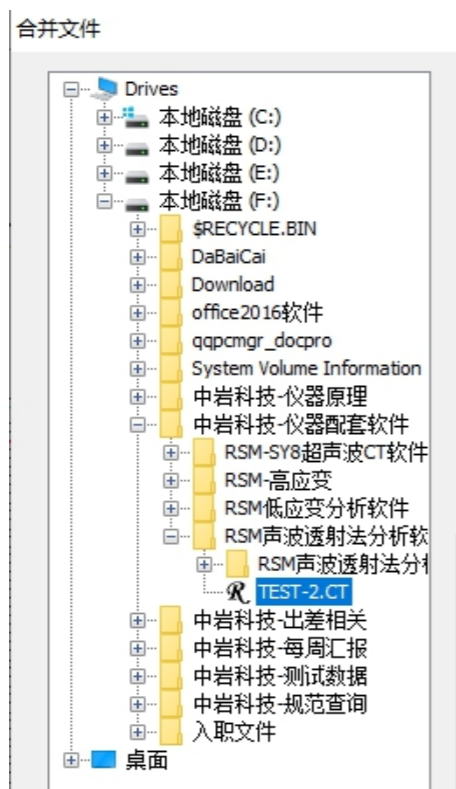 合并文件
Drives
本地磁盘 (C:)
本地磁盘 (D:)
本地磁盘 (E:)
本地磁盘 (F:)
$RECYCLE.BIN
DaBaiCai
Download
office2016软件
qqpcmgr_docpro
System Volume Information
中岩科技-仪器原理
中岩科技-仪器配套软件
RSM-SY8超声波CT软件
RSM-高应变
RSM低应变分析软件
RSM声波透射法分析软
RSM声波透射法分析
TEST-2.CT
中岩科技-出差相关
中岩科技-每周汇报
中岩科技-测试数据
中岩科技-规范查询
入职文件
桌面